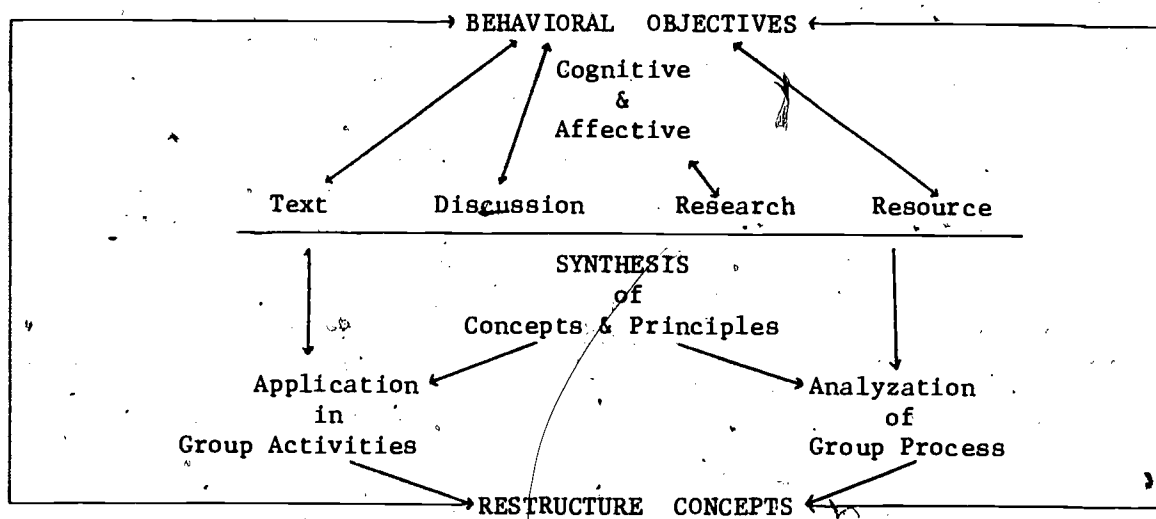 BEHAVIORAL OBJECTIVES
Cognitive
&
Affective
Text Discussion Research Resource
SYNTHESIS
of
Concepts & Principles
Application
in
Group Activities
Analyzation
of
Group Process
RESTRUCTURE CONCEPTS